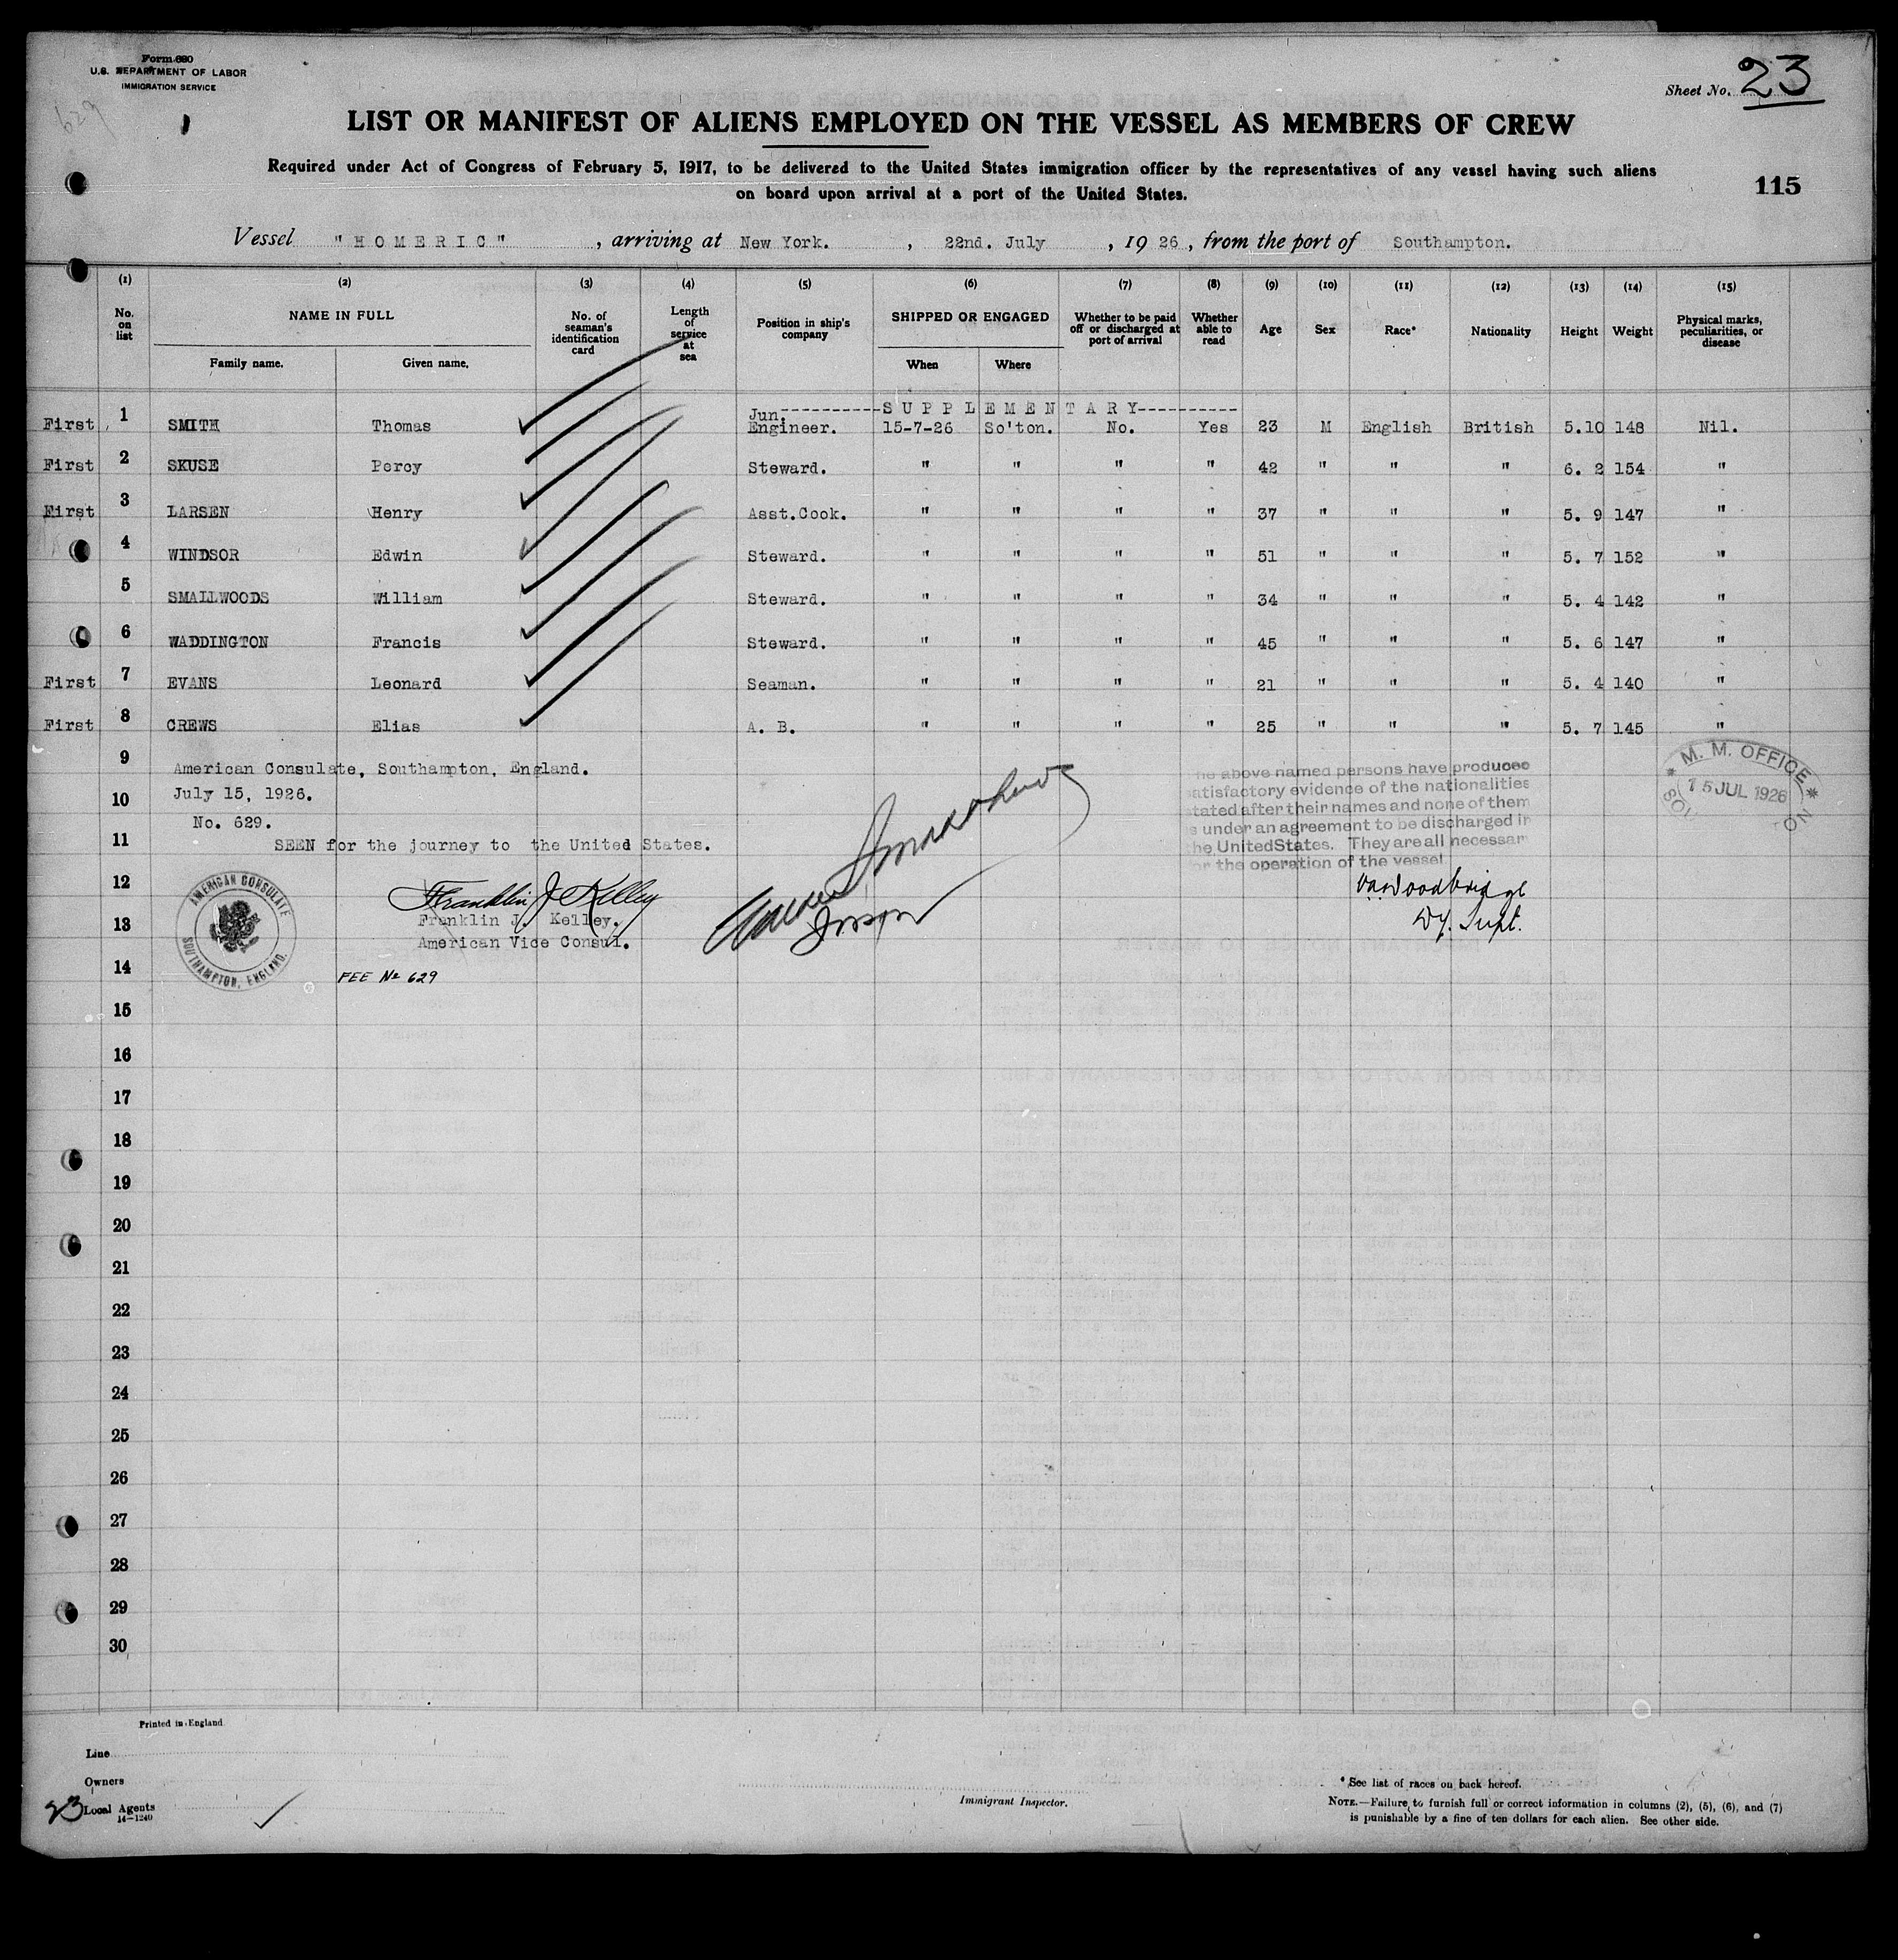 Form 680
U.S. DEPARTMENT OF LABOR
IMMIGRATION SERVICE
629
Sheet No. 23
LIST OR MANIFEST OF ALIENS EMPLOYED ON THE VESSEL AS MEMBERS OF CREW
Required under Act of Congress of February 5, 1917, to be delivered to the United States immigration officer by the representatives of any vessel having such aliens
on board upon arrival at a port of the United States.
115
Vessel "HOMERIC", arriving at New York. , 22nd. July , 1926, from the port of Southampton.
(1) (2) (3) (4) (5) (6) (7) (8) (9) (10) (11) (12) (13) (14) (15)
No. on list NAME IN FULL No. of seaman's identification card Length of service at sea Position in ship's company SHIPPED OR ENGAGED Whether to be paid off or discharged at port of arrival Whether able to read Age Sex Race* Nationality Height Weight Physical marks, peculiarities, or disease
Family name. Given name. When Where
----------SUPPLEMENTARY----------
First 1 SMITH Thomas Jun. Engineer. 15-7-26 So'ton. No. Yes 23 M English British 5.10 148 Nil.
First 2 SKUSE Percy Steward. " " " " 42 " " " 6. 2 154 "
First 3 LARSEN Henry Asst.Cook. " " " " 37 " " " 5. 9 147 "
4 WINDSOR Edwin Steward. " " " " 51 " " " 5. 7 152 "
5 SMALLWOODS William Steward. " " " " 34 " " " 5. 4 142 "
6 WADDINGTON Francis Steward. " " " " 45 " " " 5. 6 147 "
First 7 EVANS Leonard Seaman. " " " " 21 " " " 5. 4 140 "
First 8 CREWS Elias A. B. " " " " 25 " " " 5. 7 145 "
9
American Consulate, Southampton, England.
10
July 15, 1926.
No. 629.
11
SEEN for the journey to the United States.
he above named persons have produced
atisfactory evidence of the nationalities
stated after their names and none of them
s under an agreement to be discharged in
the United States. They are all necessar
or the operation of the vessel
M. M. OFFICE
15 JUL 1926
12
AMERICAN CONSULATE
SOUTHAMPTON, ENGLAND.
Franklin J Kelley
Franklin J. Kelley.
13
American Vice Consul.
Woodbridge
Dy. Supt.
14
FEE No 629
15
16
17
18
19
20
21
22
23
24
25
26
27
28
29
30
Printed in England
Line
Owners
23 Local Agents
14-1240
Immigrant Inspector.
* See list of races on back hereof.
NOTE.—Failure to furnish full or correct information in columns (2), (5), (6), and (7)
is punishable by a fine of ten dollars for each alien. See other side.